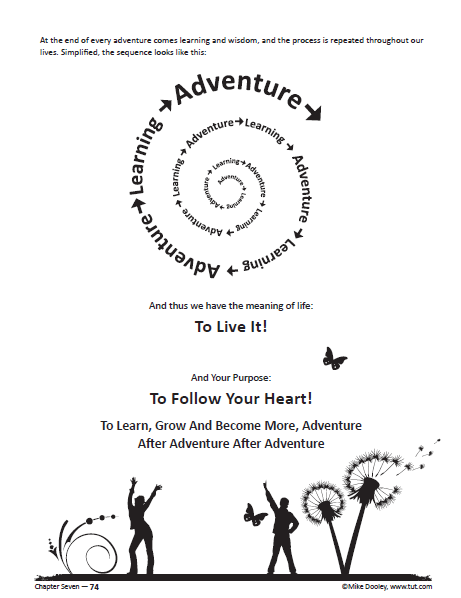 At the end of every adventure comes learning and wisdom, and the process is repeated throughout our
lives. Simplified, the sequence looks like this:
Adventure ➔ Learning ➔ Adventure ➔ Learning ➔ Adventure ➔ Learning ➔ Adventure ➔ Learning ➔ Adventure ➔ Learning ➔ Adventure ➔ Learning ➔ Adventure ➔ Learning ➔ Adventure ➔
And thus we have the meaning of life:
To Live It!
And Your Purpose:
To Follow Your Heart!
To Learn, Grow And Become More, Adventure
After Adventure After Adventure
Chapter Seven — 74
©Mike Dooley, www.tut.com